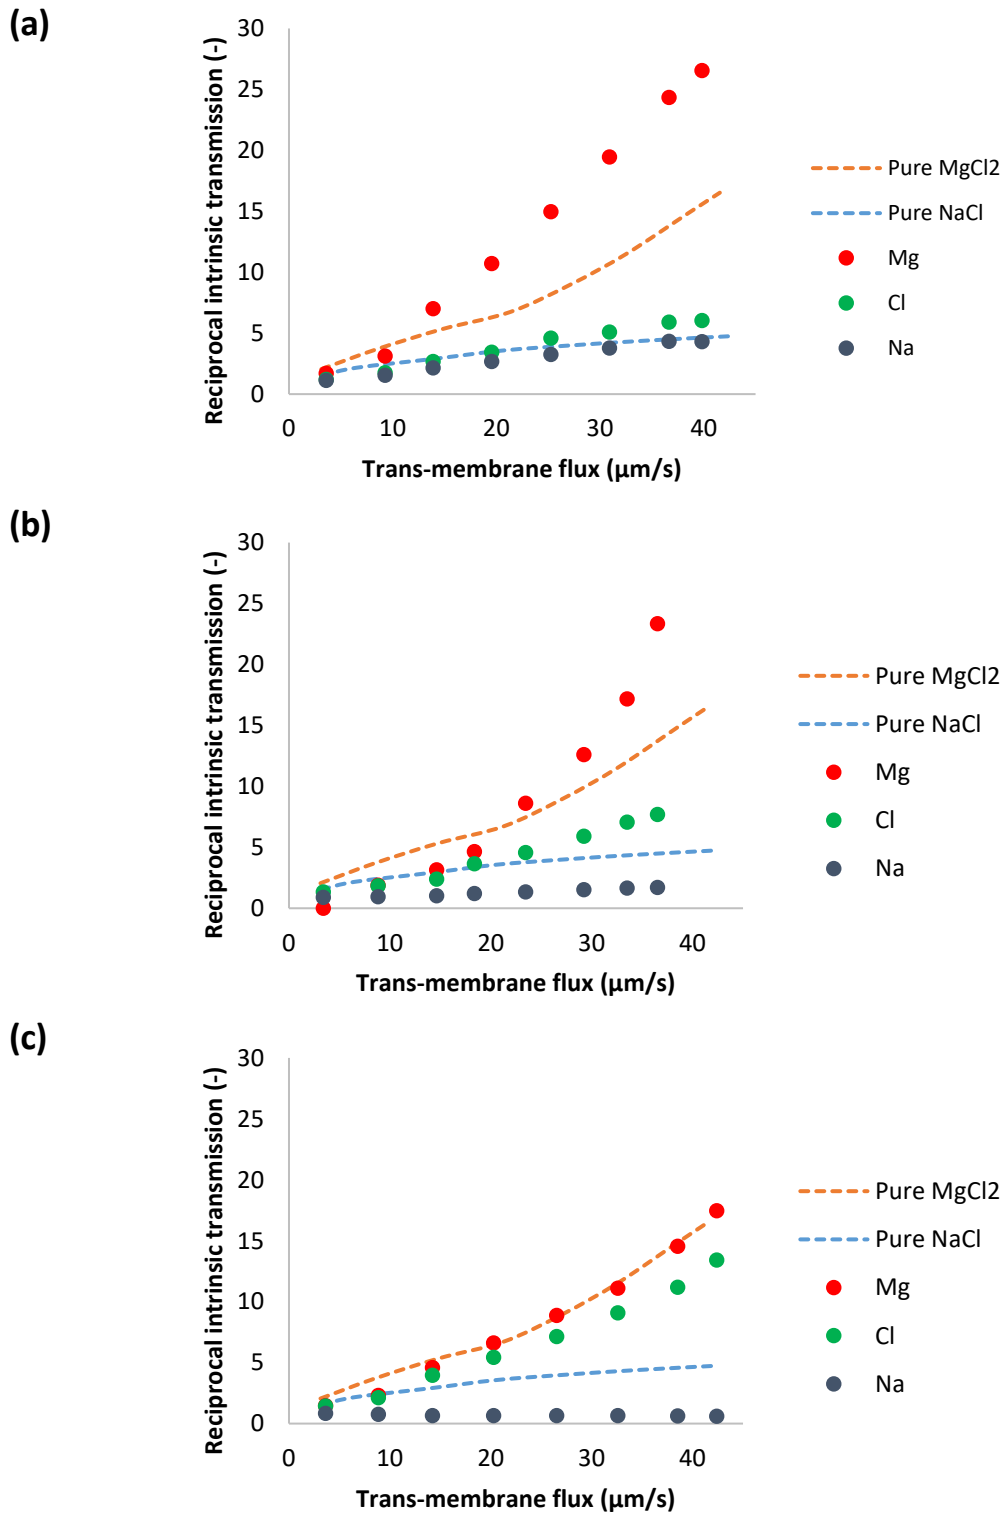 (a)
Reciprocal intrinsic transmission (-)
30
25
20
15
10
5
0
0 10 20 30 40
Trans-membrane flux (µm/s)
Pure MgCl2
Pure NaCl
Mg
Cl
Na
(b)
Reciprocal intrinsic transmission (-)
30
25
20
15
10
5
0
0 10 20 30 40
Trans-membrane flux (µm/s)
Pure MgCl2
Pure NaCl
Mg
Cl
Na
(c)
Reciprocal intrinsic transmission (-)
30
25
20
15
10
5
0
0 10 20 30 40
Trans-membrane flux (µm/s)
Pure MgCl2
Pure NaCl
Mg
Cl
Na